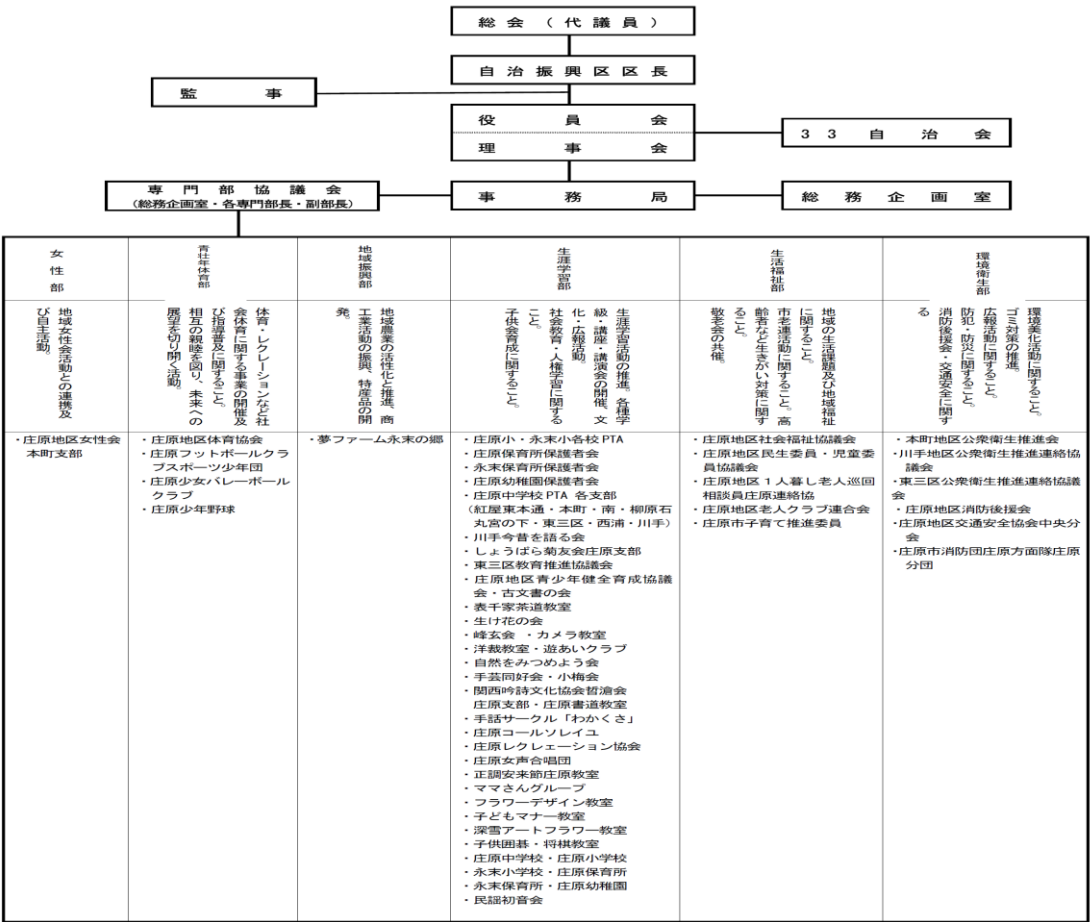 総会（代議員）
自治振興区区長
監事
役員会
理事会
33自治会
専門部協議会
(総務企画室・各専門部長・副部長)
事務局
総務企画室
女性部
地域女性会活動との連携及
び自主活動。
・庄原地区女性会
本町支部
青壮年体育部
体育・レクレーションなど社
会体育に関する事業の開催及
び指導普及に関すること。
相互の親睦を図り、未来への
展望を切り開く活動。
・庄原地区体育協会
・庄原フットボールクラ
ブスポーツ少年団
・庄原少女バレーボール
クラブ
・庄原少年野球
地域振興部
地域農業の活性化と推進、商
工業活動の振興、特産品の開
発。
・夢ファーム永末の郷
生涯学習部
生涯学習活動の推進。各種学
級・講座・講演会の開催、文
化・広報活動。
社会教育・人権学習に関する
こと。
子供会育成に関すること。
・庄原小・永末小各校PTA
・庄原保育所保護者会
・永末保育所保護者会
・庄原幼稚園保護者会
・庄原中学校PTA 各支部
（紅屋東本通・本町・南・柳原石
丸宮の下・東三区・西浦・川手）
・川手今昔を語る会
・しょうばら菊友会庄原支部
・東三区教育推進協議会
・庄原地区青少年健全育成協議
会・古文書の会
・表千家茶道教室
・生け花の会
・峰玄会 ・カメラ教室
・洋裁教室・遊あいクラブ
・自然をみつめよう会
・手芸同好会・小梅会
・関西吟詩文化協会哲滄会
庄原支部・庄原書道教室
・手話サークル「わかくさ」
・庄原コールソレイユ
・庄原レクレェーション協会
・庄原女声合唱団
・正調安来節庄原教室
・ママさんグループ
・フラワーデザイン教室
・子どもマナー教室
・深雪アートフラワー教室
・子供囲碁・将棋教室
・庄原中学校・庄原小学校
・永末小学校・庄原保育所
・永末保育所・庄原幼稚園
・民謡初音会
生活福祉部
地域の生活課題及び地域福祉
に関すること。
市老連活動に関すること。高
齢者など生きがい対策に関す
ること。
敬老会の共催。
・庄原地区社会福祉協議会
・庄原地区民生委員・児童委
員協議会
・庄原地区１人暮し老人巡回
相談員庄原連絡協
・庄原地区老人クラブ連合会
・庄原市子育て推進委員
環境衛生部
環境美化活動に関すること。
ゴミ対策の推進。
広報活動に関すること。
防犯・防災に関すること。
消防後援会・交通安全に関す
る
・本町地区公衆衛生推進会
・川手地区公衆衛生推進連絡協
議会
・東三区公衆衛生推進連絡協議
会
・庄原地区消防後援会
・庄原地区交通安全協会中央分
会
・庄原市消防団庄原方面隊庄原
分団